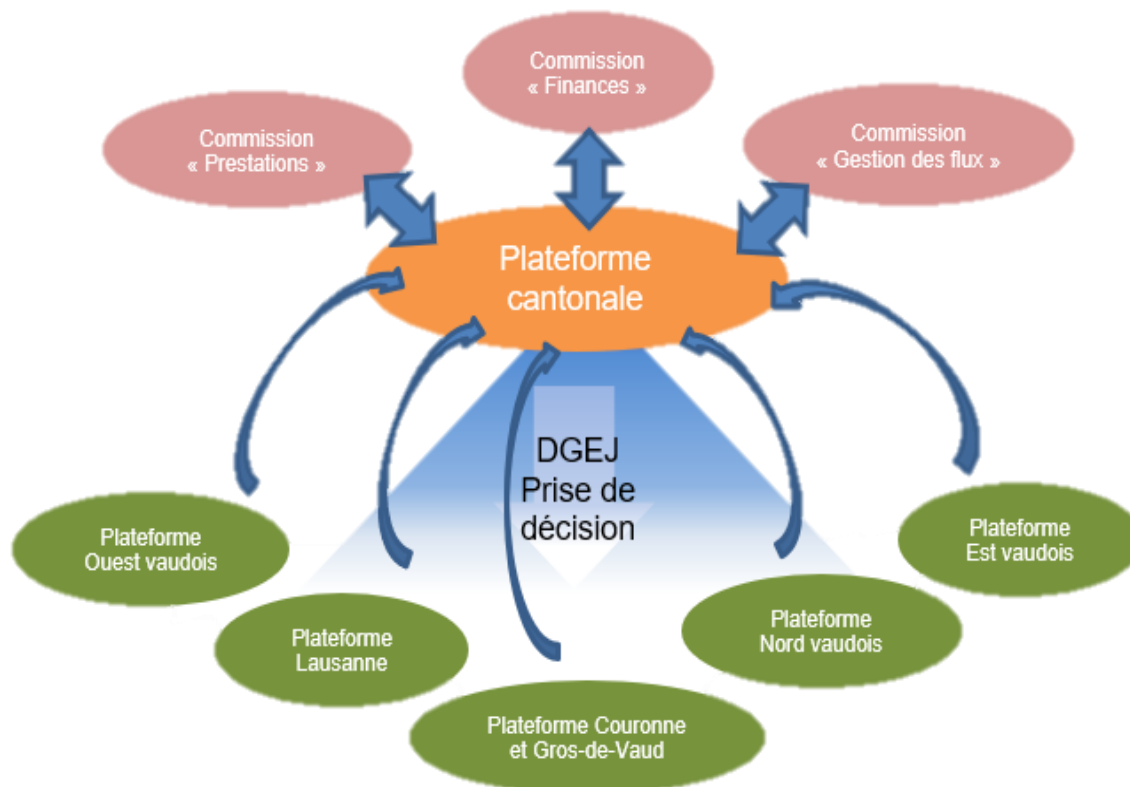 Commission
« Finances »
Commission
« Prestations »
Commission
« Gestion des flux »
Plateforme
cantonale
DGEJ
Prise de
décision
Plateforme
Ouest vaudois
Plateforme
Est vaudois
Plateforme
Lausanne
Plateforme
Nord vaudois
Plateforme Couronne
et Gros-de-Vaud